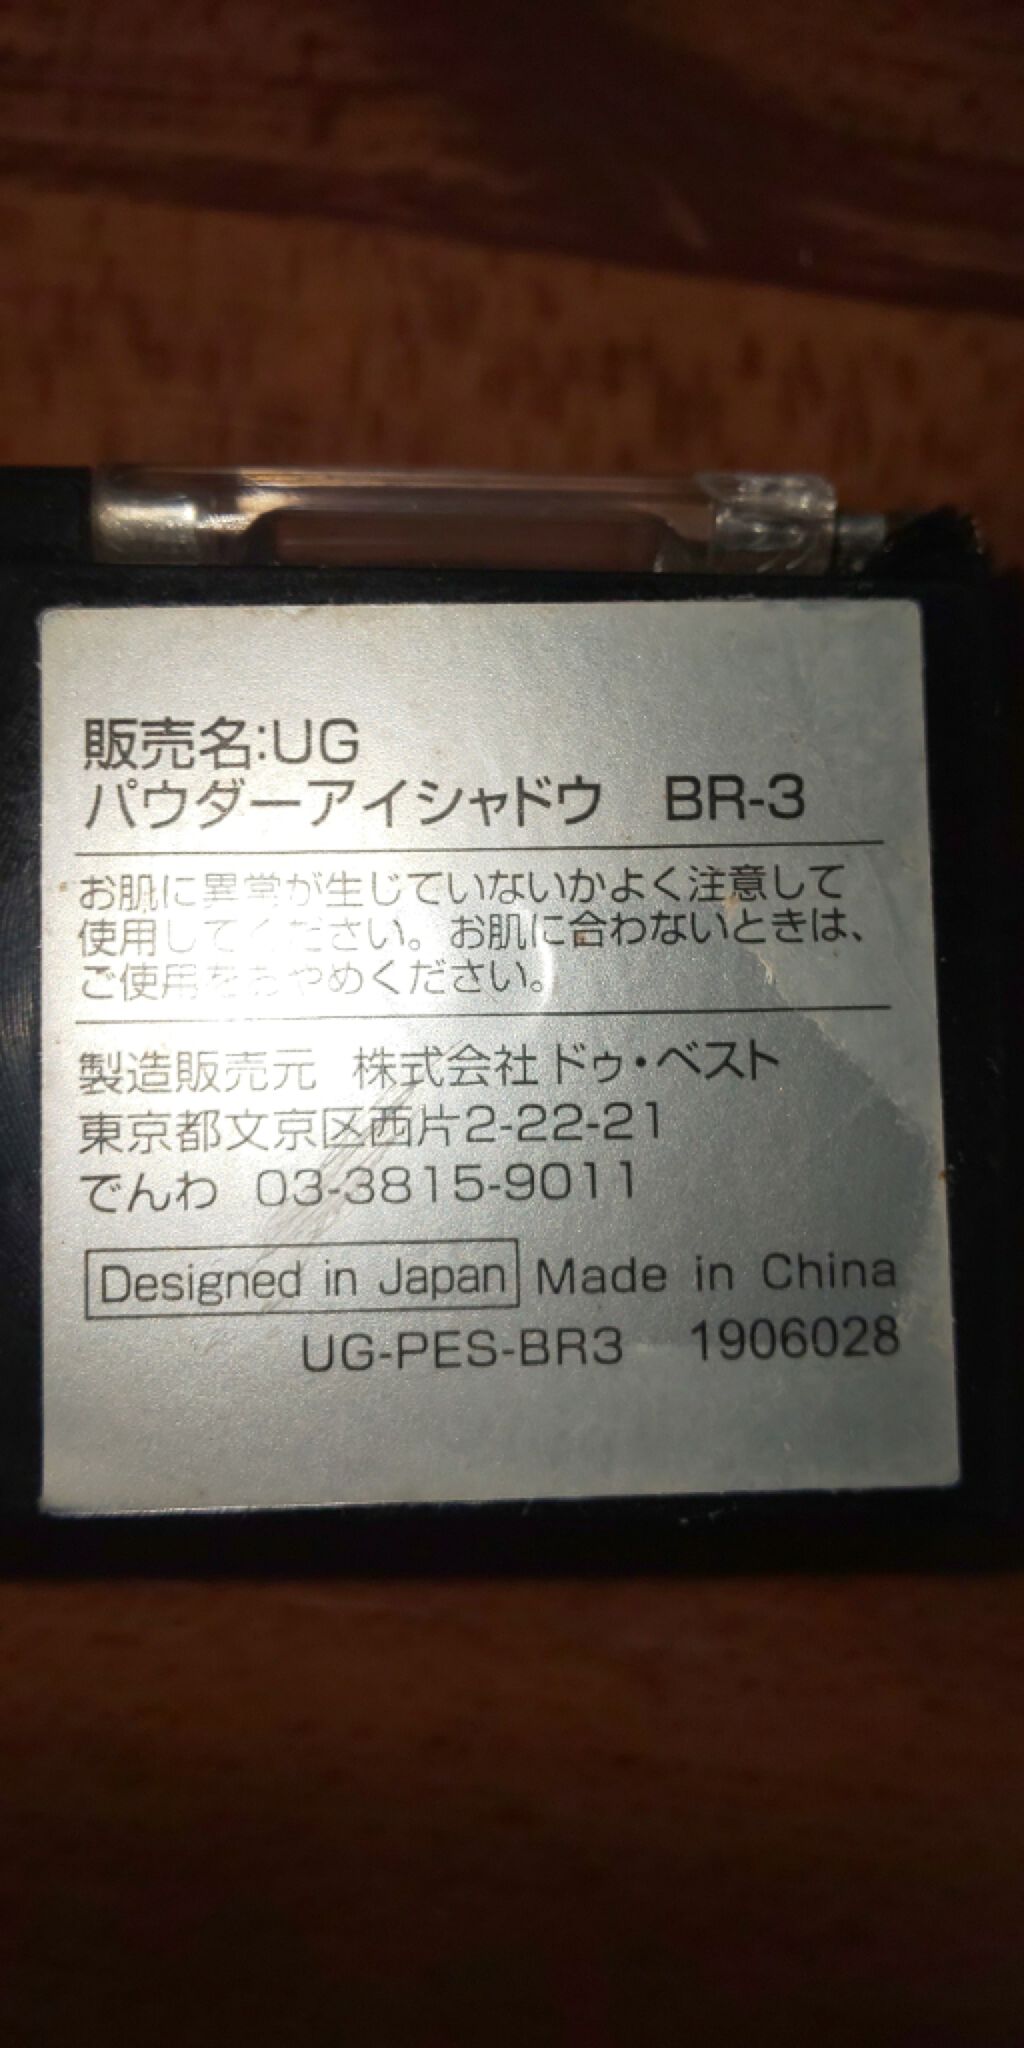 販売名:UG
パウダーアイシャドウ BR-3
お肌に異常が生じていないかよく注意して
使用してください。お肌に合わないときは、
ご使用をおやめください。
製造販売元 株式会社ドゥ・ベスト
東京都文京区西片2-22-21
でんわ 03-3815-9011
Designed in Japan Made in China
UG-PES-BR3 1906028